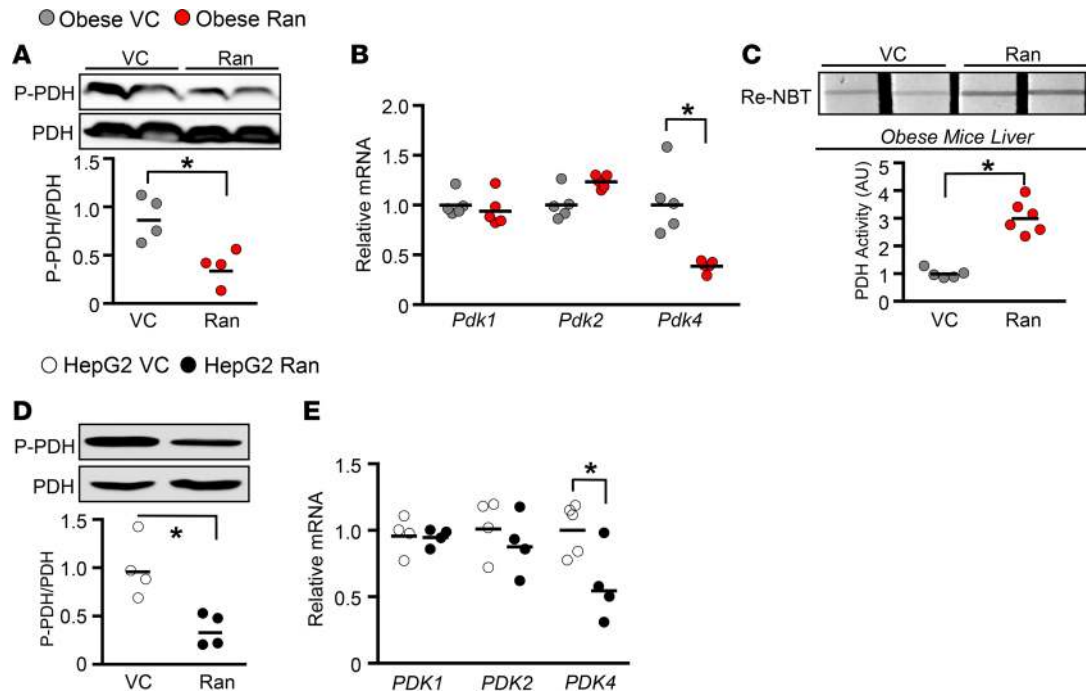 Obese VC Obese Ran
A
VC Ran
P-PDH
PDH
*
1.5
1.0
0.5
0
P-PDH/PDH
VC Ran
B
*
2.0
1.5
1.0
0.5
0
Relative mRNA
Pdk1 Pdk2 Pdk4
C
VC Ran
Re-NBT
Obese Mice Liver
*
5
4
3
2
1
0
PDH Activity (AU)
VC Ran
HepG2 VC HepG2 Ran
D
P-PDH
PDH
*
1.5
1.0
0.5
0
P-PDH/PDH
VC Ran
E
*
1.5
1.0
0.5
0
Relative mRNA
PDK1 PDK2 PDK4